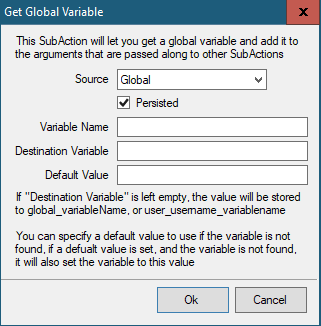 Get Global Variable
x
This SubAction will let you get a global variable and add it to
the arguments that are passed along to other SubActions
Source Global
Persisted
Variable Name
Destination Variable
Default Value
If "Destination Variable" is left empty, the value will be stored
to global_variableName, or user_username_variablename
You can specify a default value to use if the variable is not
found, if a defualt value is set, and the variable is not found,
it will also set the variable to this value
Ok Cancel